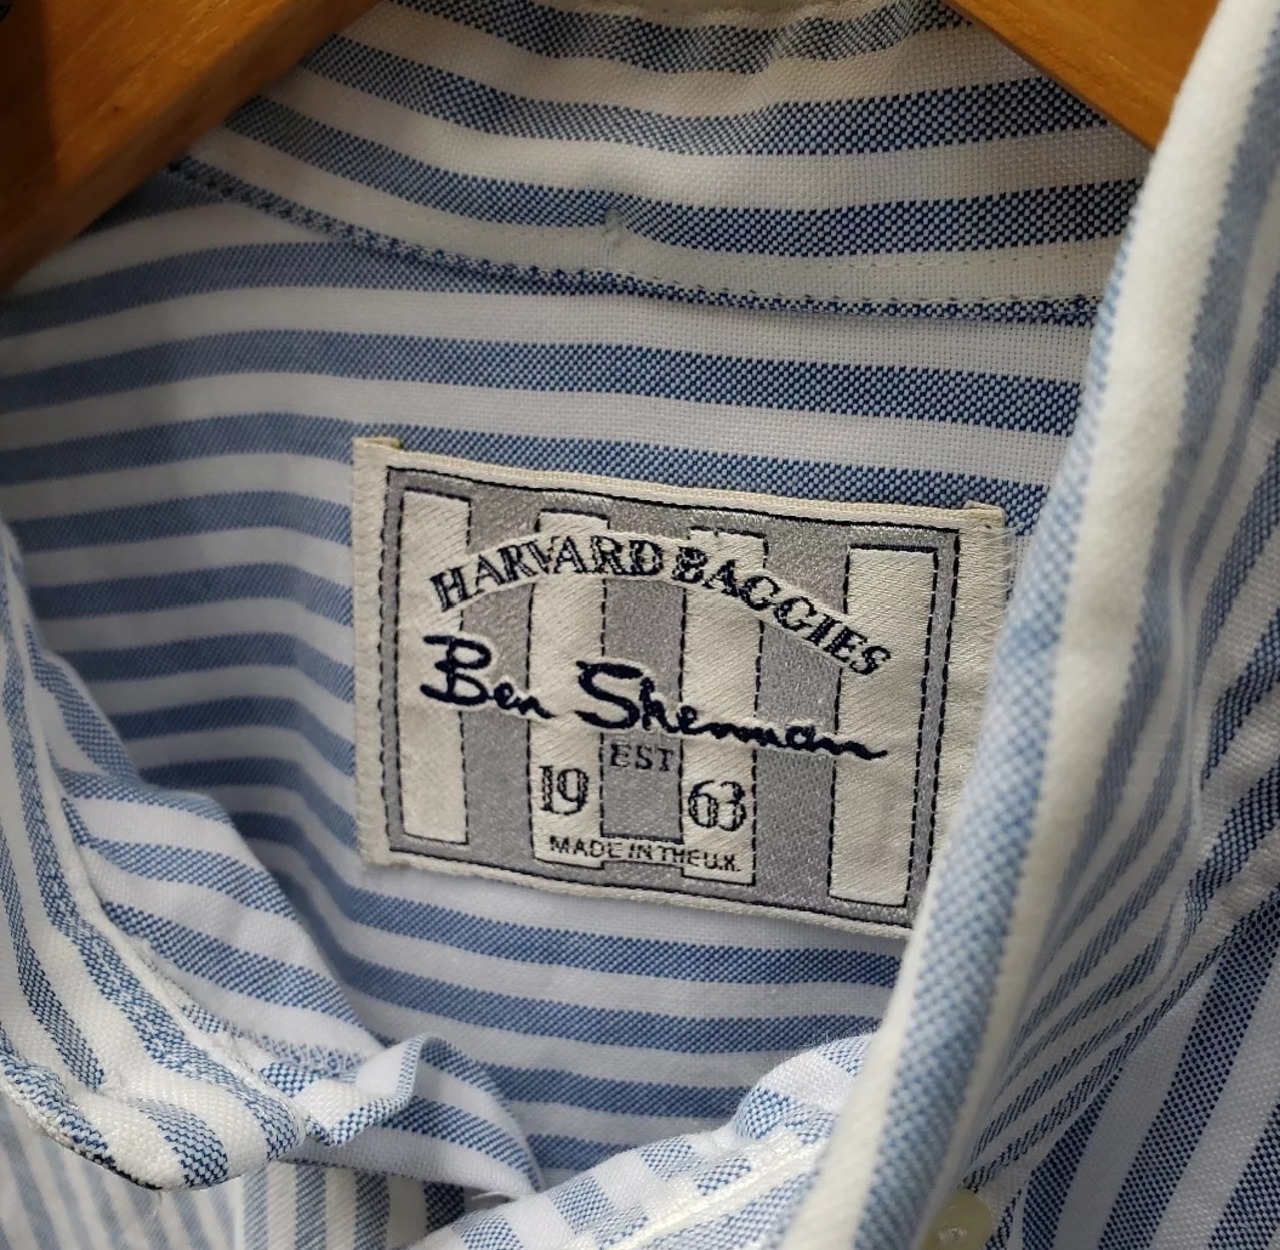 HARVARD BAGGIES
Ben Sherman
EST
19 63
MADE IN THE U.K.